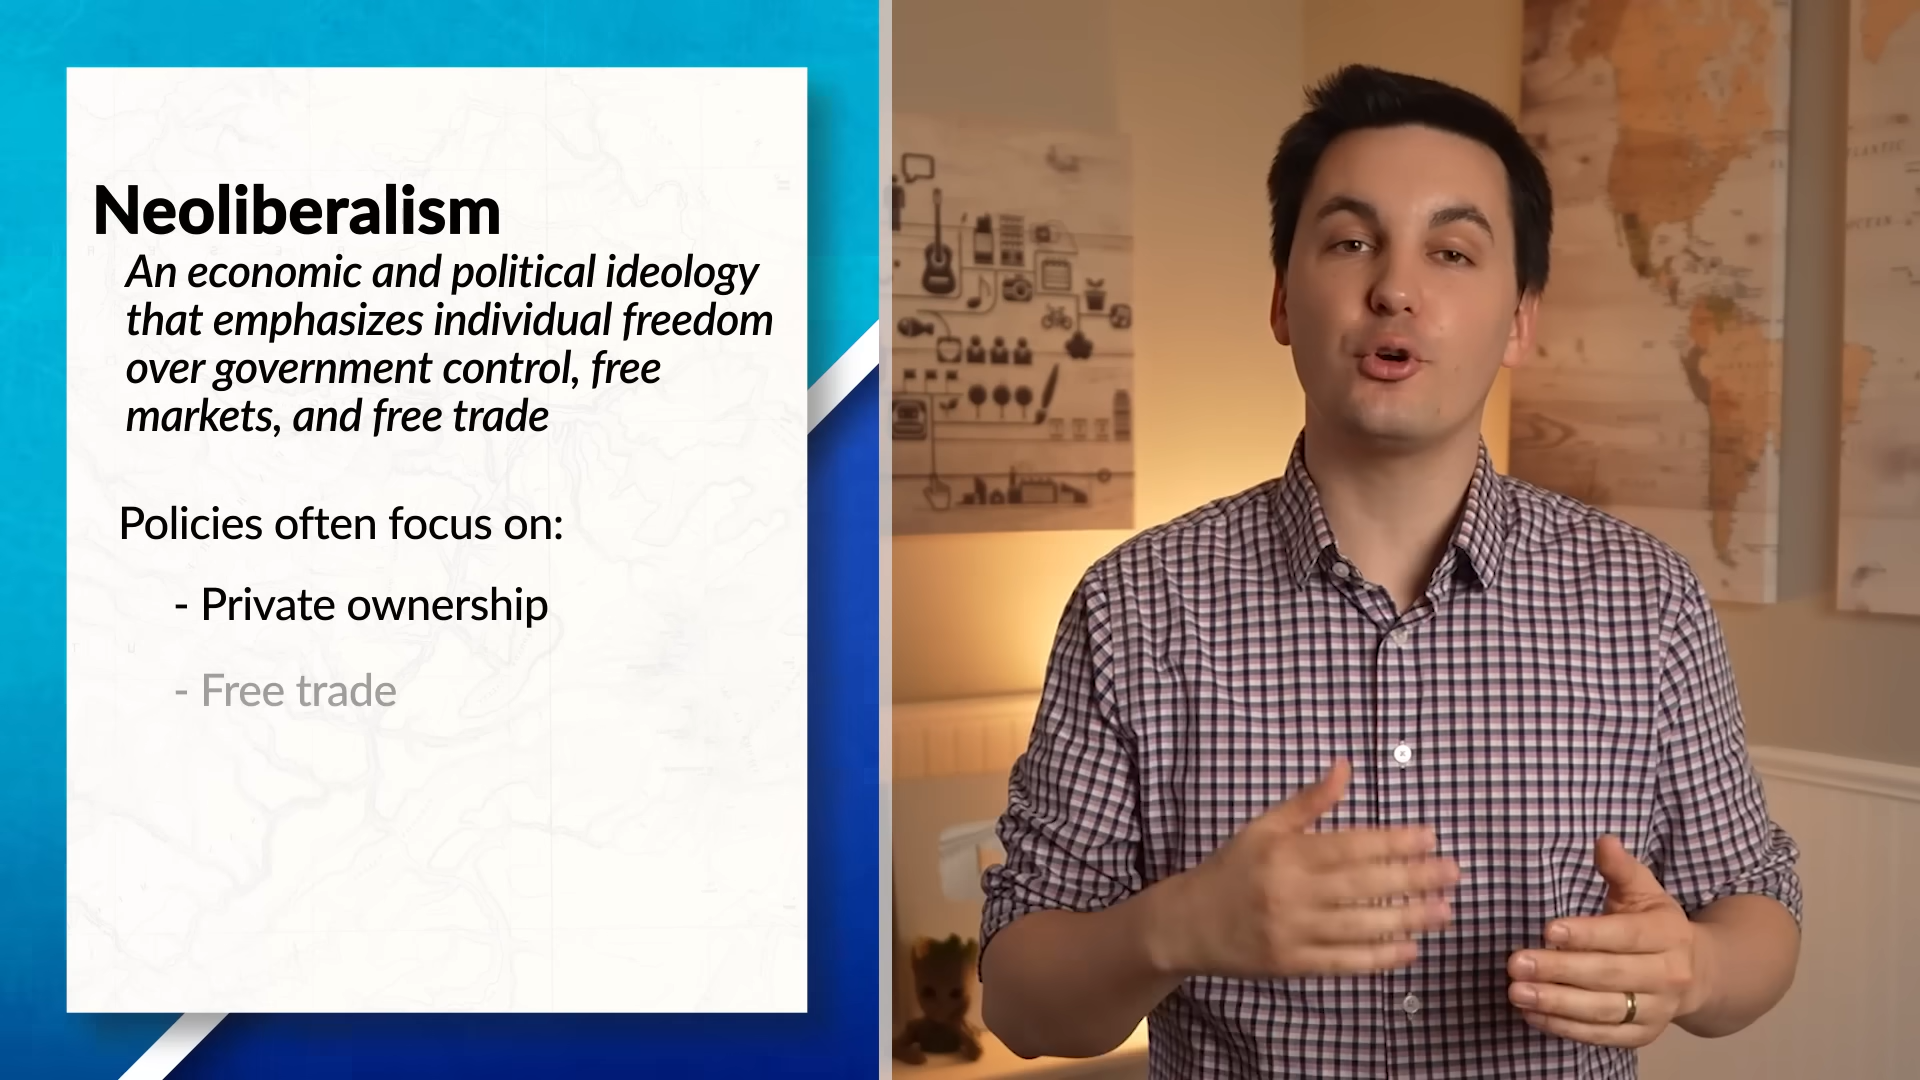 Neoliberalism
An economic and political ideology
that emphasizes individual freedom
over government control, free
markets, and free trade
Policies often focus on:
- Private ownership
- Free trade